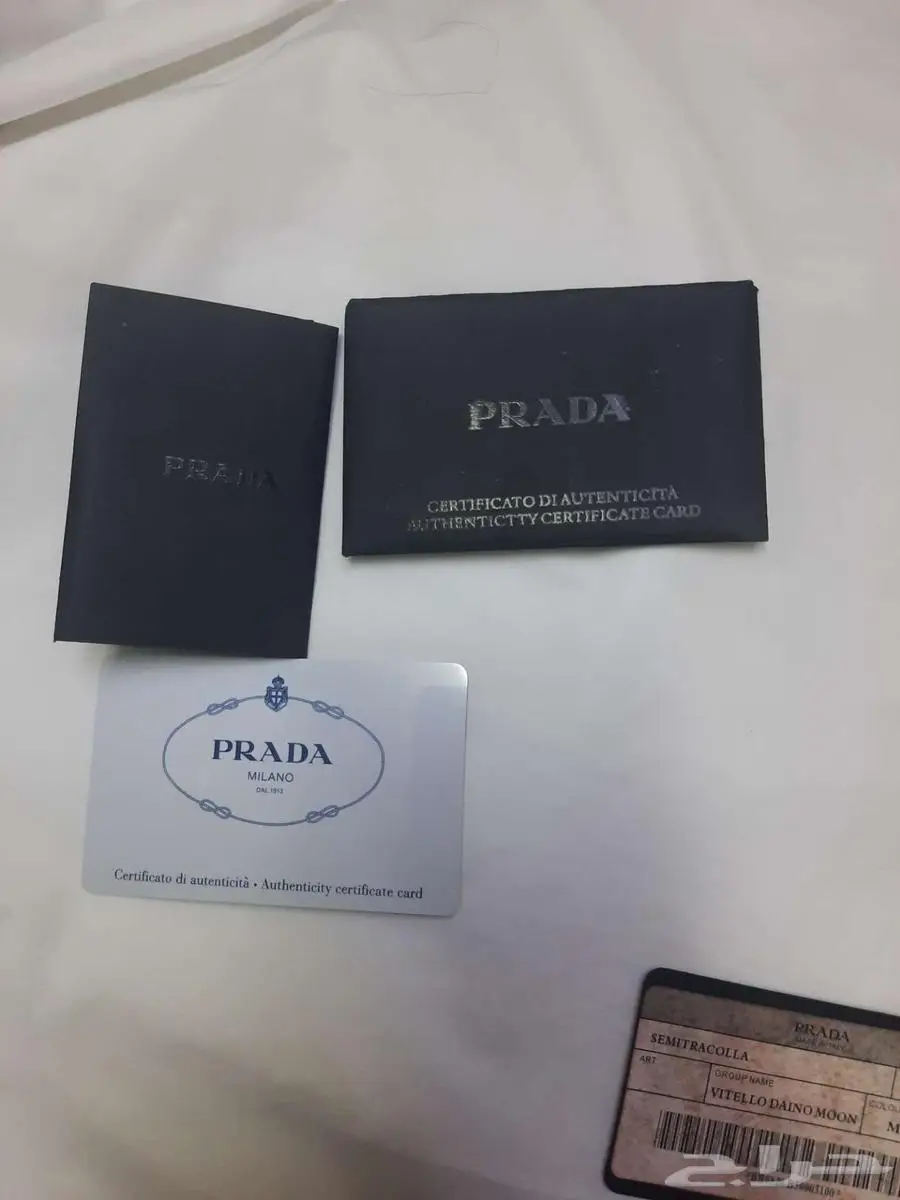 PRADA
PRADA
CERTIFICATO DI AUTENTICITÀ
AUTHENTICTTY CERTIFICATE CARD
PRADA
MILANO
DAL 1913
Certificato di autenticità • Authenticity certificate card
PRADA
SEMITRACOLLA
ART
GROUP NAME
VITELLO DAINO MOON
حراج